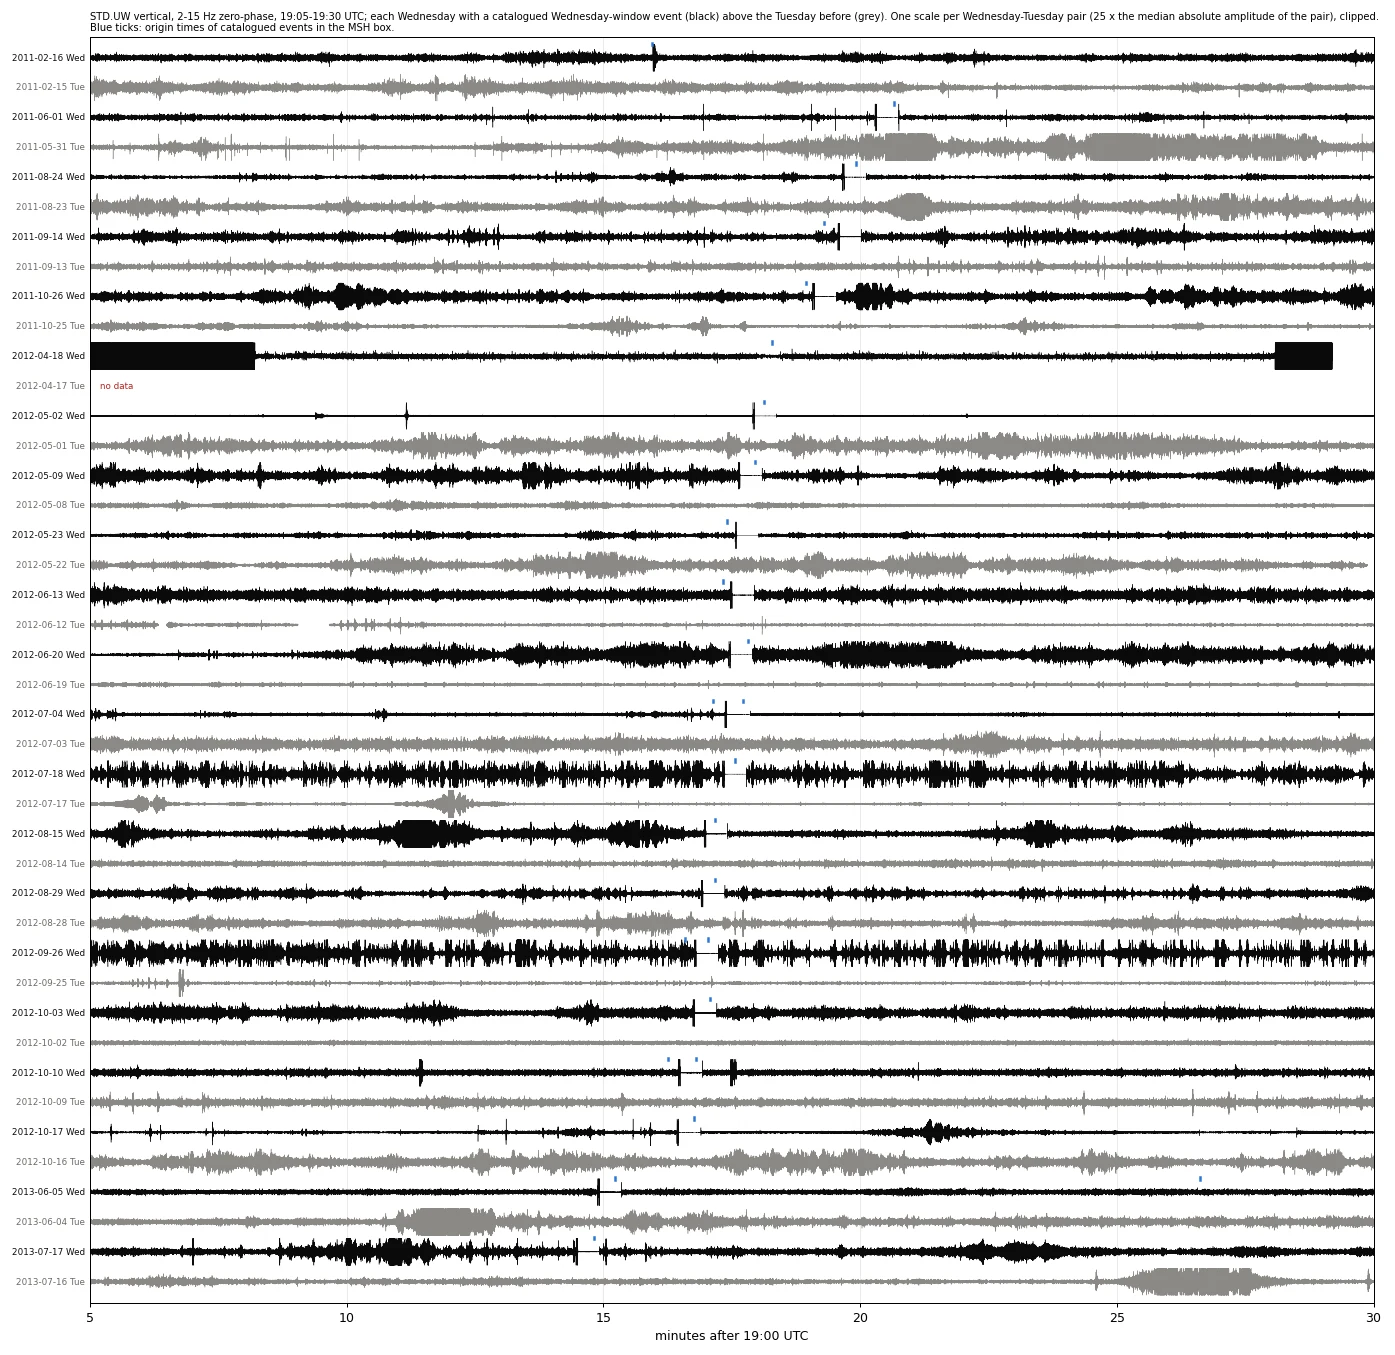 STD.UW vertical, 2-15 Hz zero-phase, 19:05-19:30 UTC; each Wednesday with a catalogued Wednesday-window event (black) above the Tuesday before (grey). One scale per Wednesday-Tuesday pair (25 x the median absolute amplitude of the pair), clipped.
Blue ticks: origin times of catalogued events in the MSH box.
2011-02-16 Wed
2011-02-15 Tue
2011-06-01 Wed
2011-05-31 Tue
2011-08-24 Wed
2011-08-23 Tue
2011-09-14 Wed
2011-09-13 Tue
2011-10-26 Wed
2011-10-25 Tue
2012-04-18 Wed
2012-04-17 Tue no data
2012-05-02 Wed
2012-05-01 Tue
2012-05-09 Wed
2012-05-08 Tue
2012-05-23 Wed
2012-05-22 Tue
2012-06-13 Wed
2012-06-12 Tue
2012-06-20 Wed
2012-06-19 Tue
2012-07-04 Wed
2012-07-03 Tue
2012-07-18 Wed
2012-07-17 Tue
2012-08-15 Wed
2012-08-14 Tue
2012-08-29 Wed
2012-08-28 Tue
2012-09-26 Wed
2012-09-25 Tue
2012-10-03 Wed
2012-10-02 Tue
2012-10-10 Wed
2012-10-09 Tue
2012-10-17 Wed
2012-10-16 Tue
2013-06-05 Wed
2013-06-04 Tue
2013-07-17 Wed
2013-07-16 Tue
5 10 15 20 25 30
minutes after 19:00 UTC